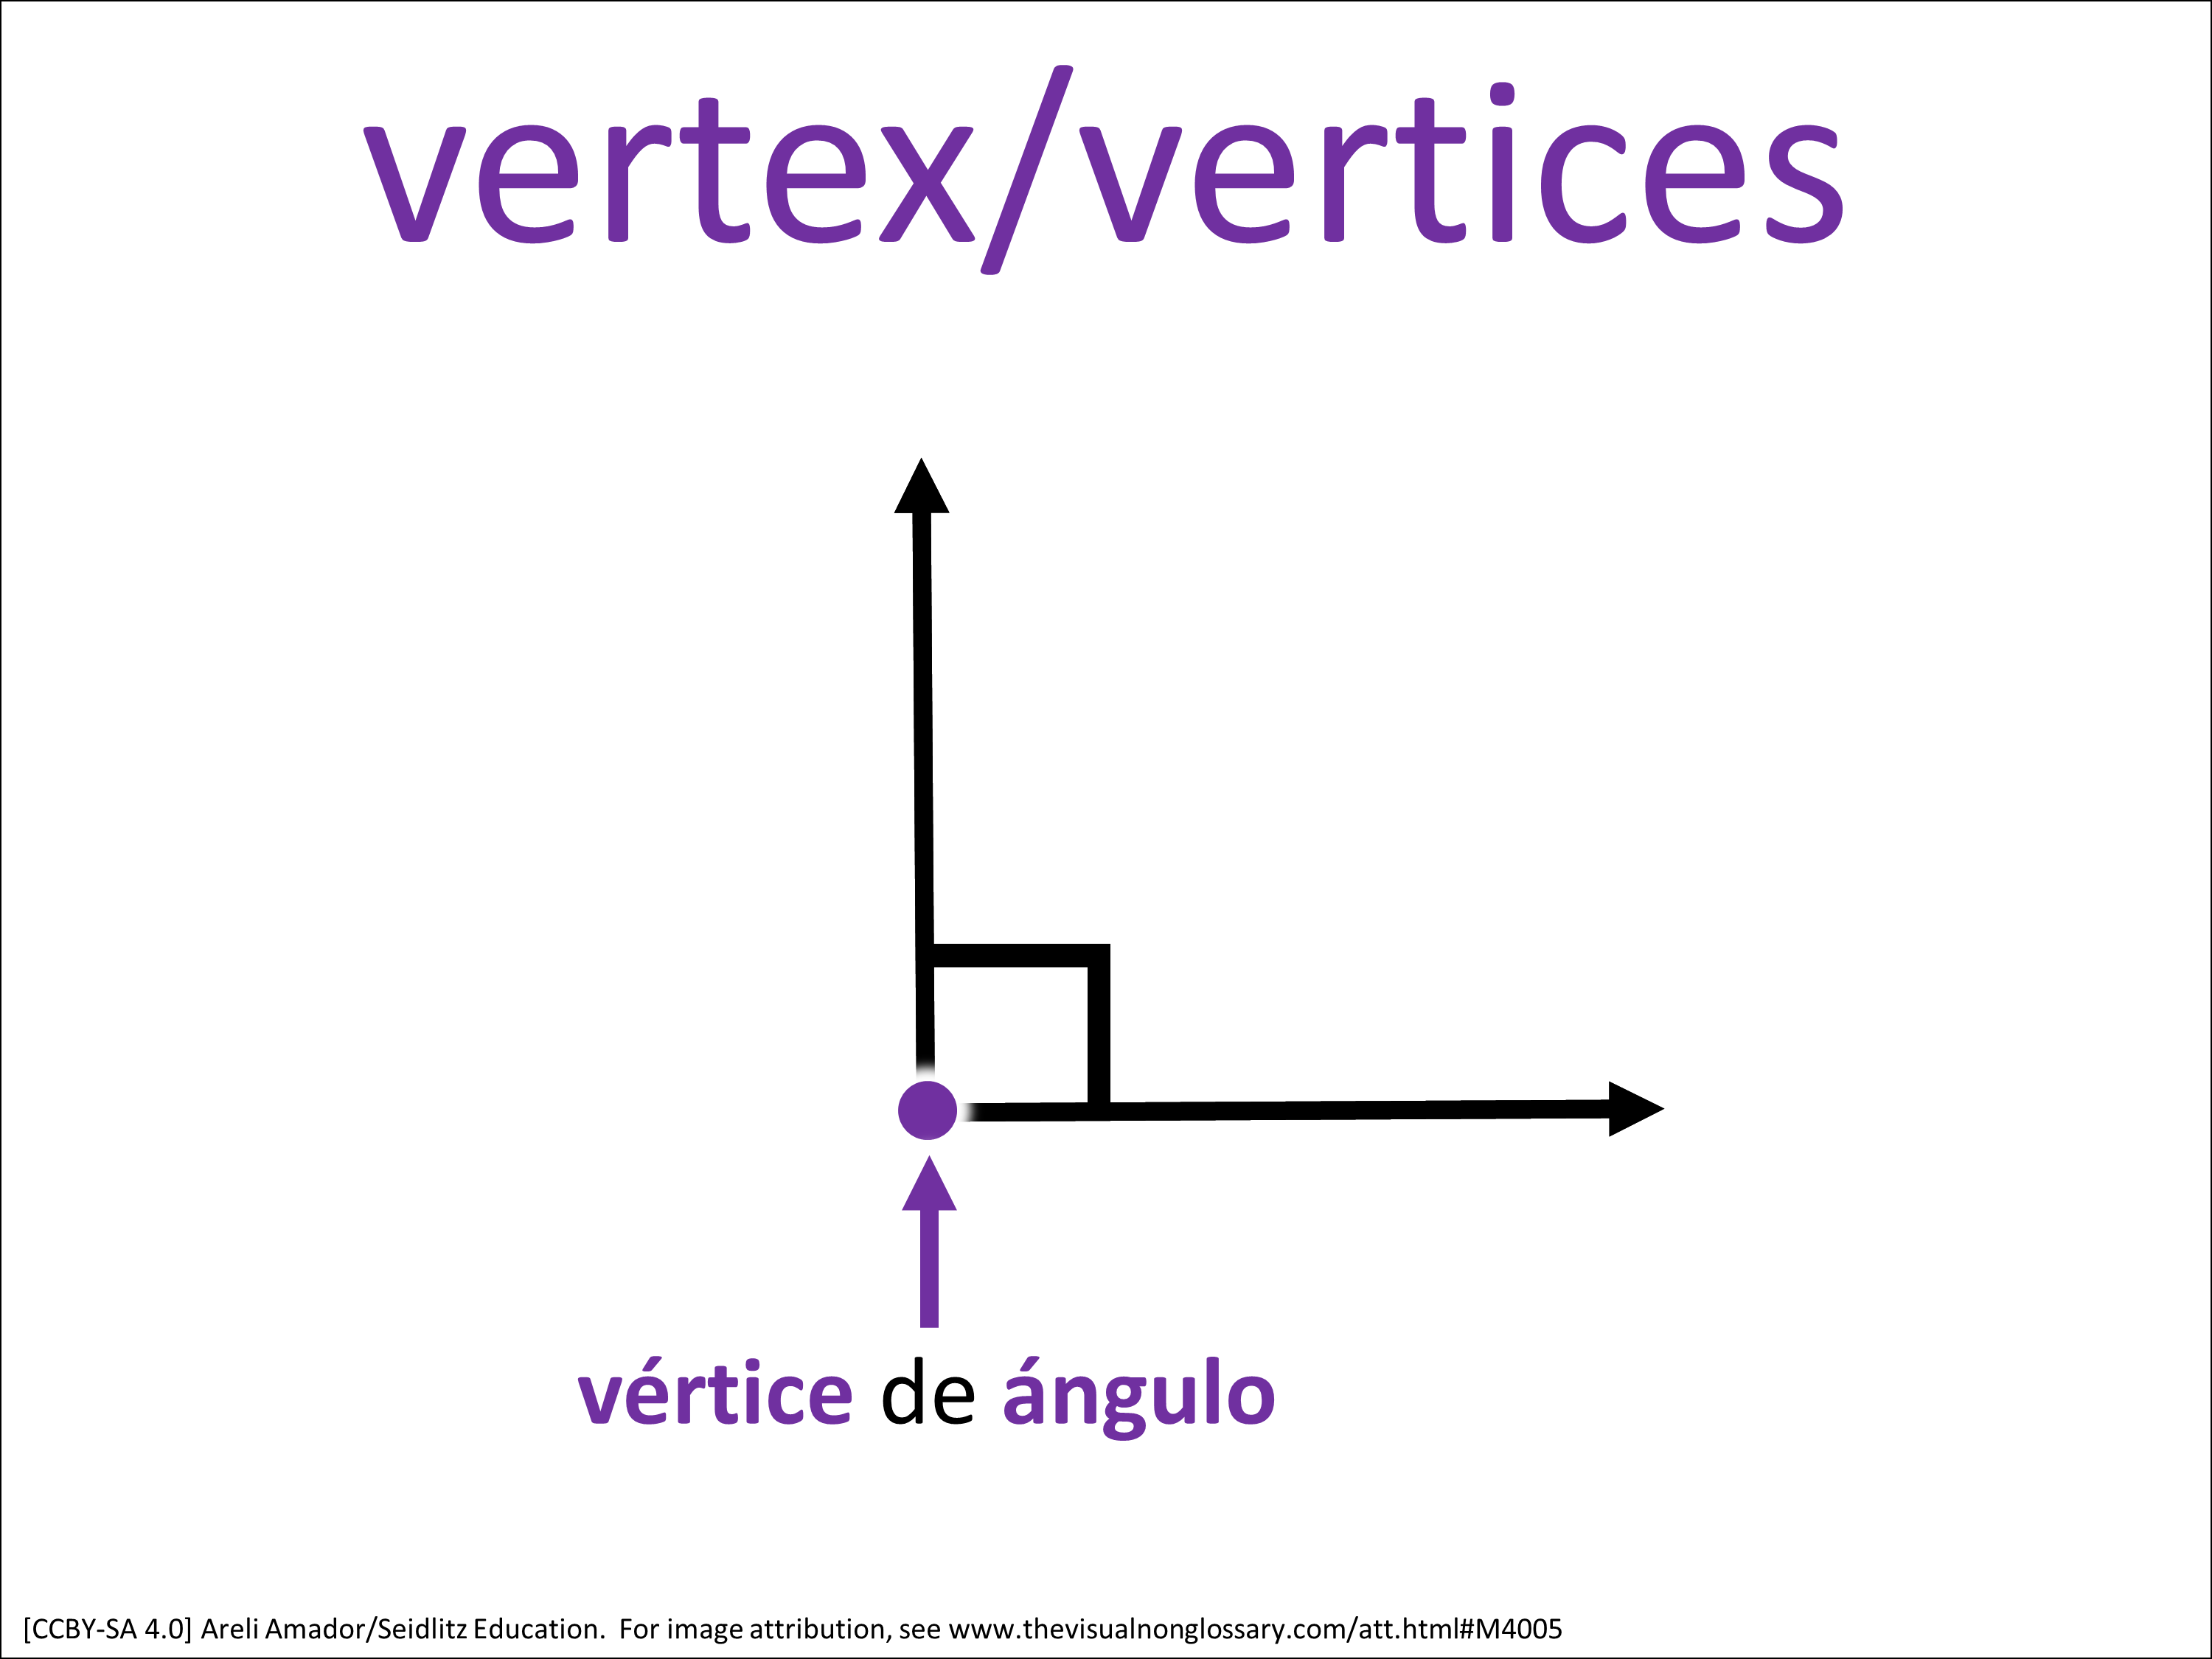 vertex/vertices
vértice de ángulo
[CCBY-SA 4.0] Areli Amador/Seidlitz Education.  For image attribution, see www.thevisualnonglossary.com/att.html#M4005